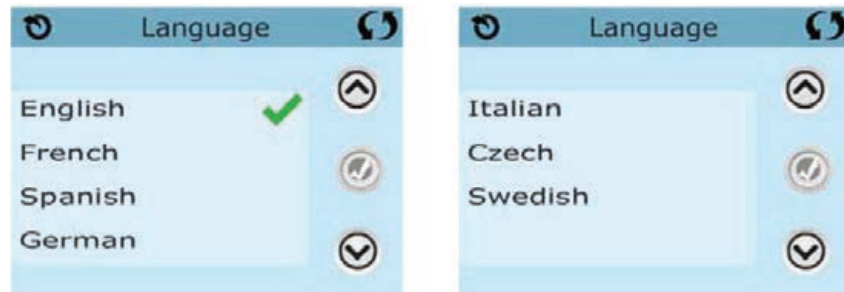 Language
English
French
Spanish
German
Language
Italian
Czech
Swedish